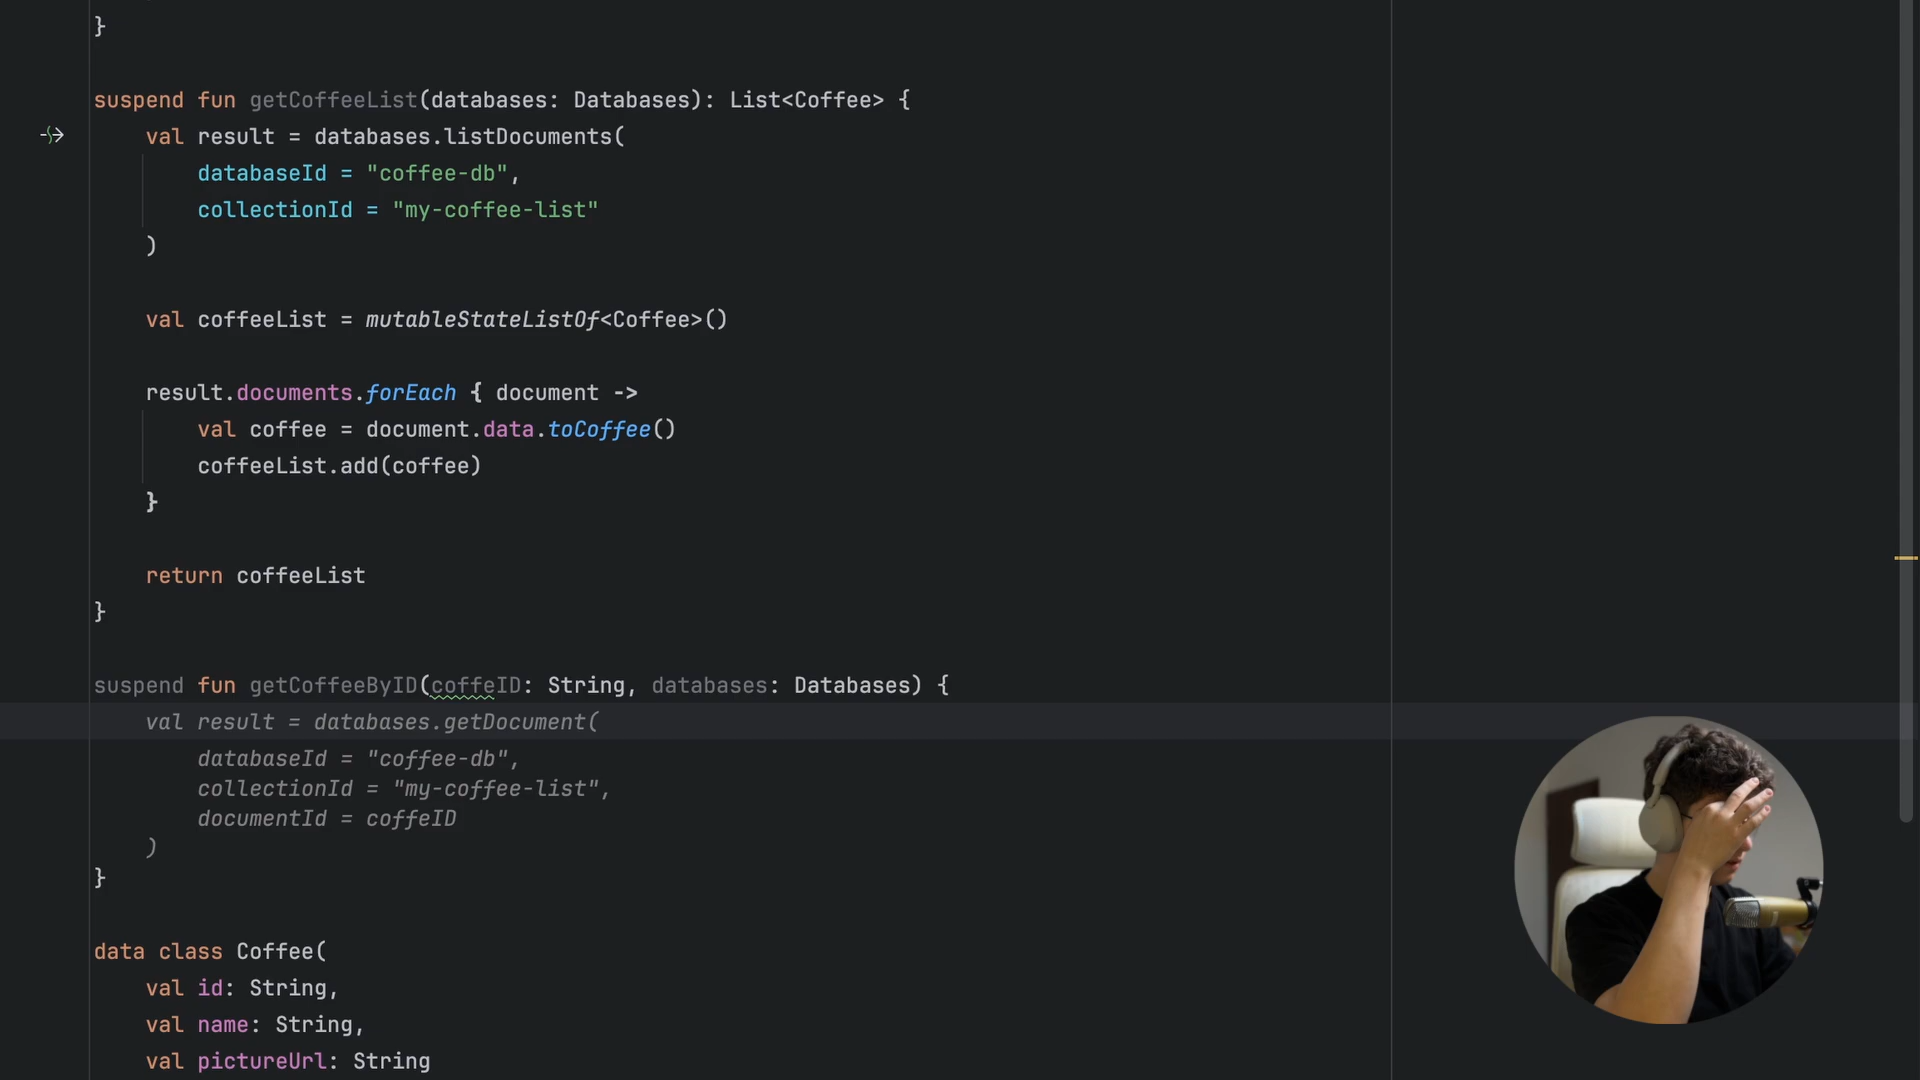 }
suspend fun getCoffeeList(databases: Databases): List<Coffee> {
val result = databases.listDocuments(
databaseId = "coffee-db",
collectionId = "my-coffee-list"
)
val coffeeList = mutableStateListOf<Coffee>()
result.documents.forEach { document ->
val coffee = document.data.toCoffee()
coffeeList.add(coffee)
}
return coffeeList
}
suspend fun getCoffeeByID(coffeID: String, databases: Databases) {
val result = databases.getDocument(
databaseId = "coffee-db",
collectionId = "my-coffee-list",
documentId = coffeID
)
}
data class Coffee(
val id: String,
val name: String,
val pictureUrl: String